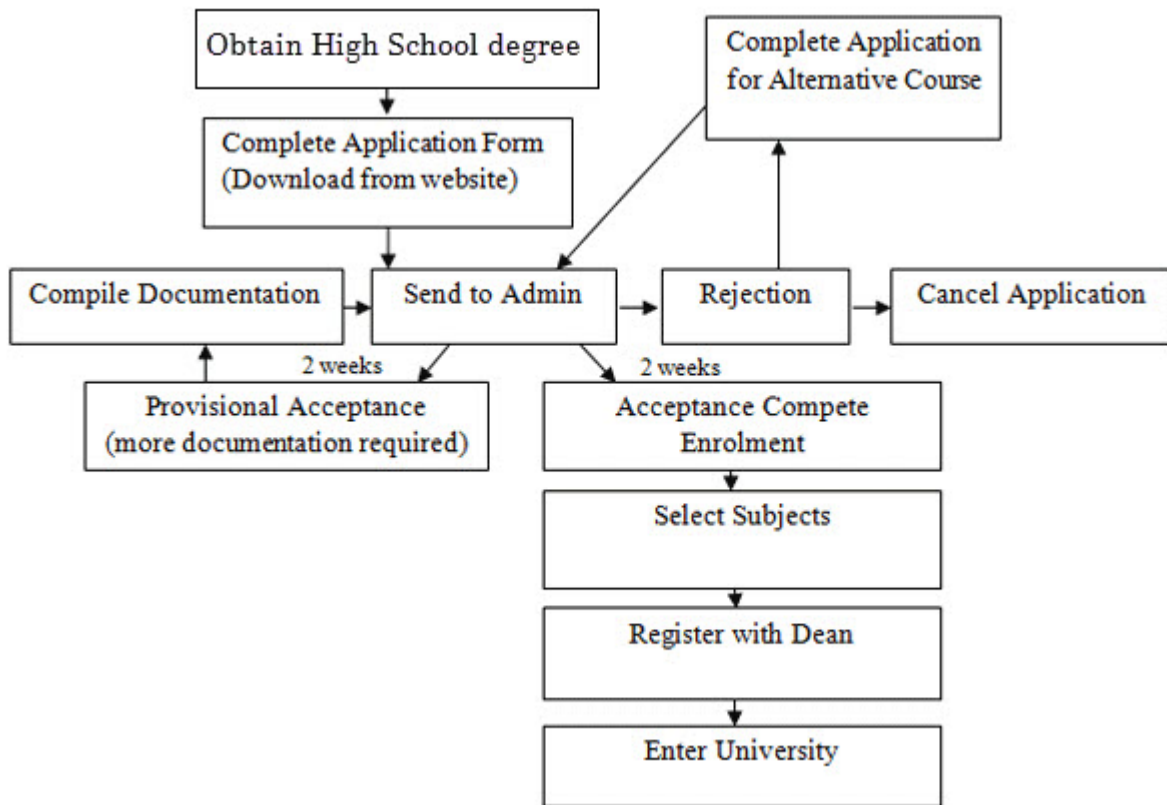 Obtain High School degree
Complete Application
for Alternative Course
Complete Application Form
(Download from website)
Compile Documentation
Send to Admin
Rejection
Cancel Application
2 weeks
2 weeks
Provisional Acceptance
(more documentation required)
Acceptance Compete
Enrolment
Select Subjects
Register with Dean
Enter University